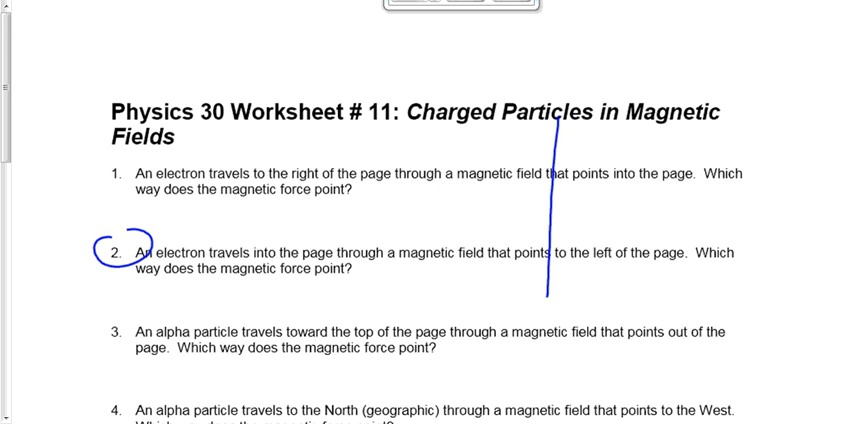 Physics 30 Worksheet # 11: Charged Particles in Magnetic
Fields
1. An electron travels to the right of the page through a magnetic field that points into the page. Which
way does the magnetic force point?
2. An electron travels into the page through a magnetic field that points to the left of the page. Which
way does the magnetic force point?
3. An alpha particle travels toward the top of the page through a magnetic field that points out of the
page. Which way does the magnetic force point?
4. An alpha particle travels to the North (geographic) through a magnetic field that points to the West.